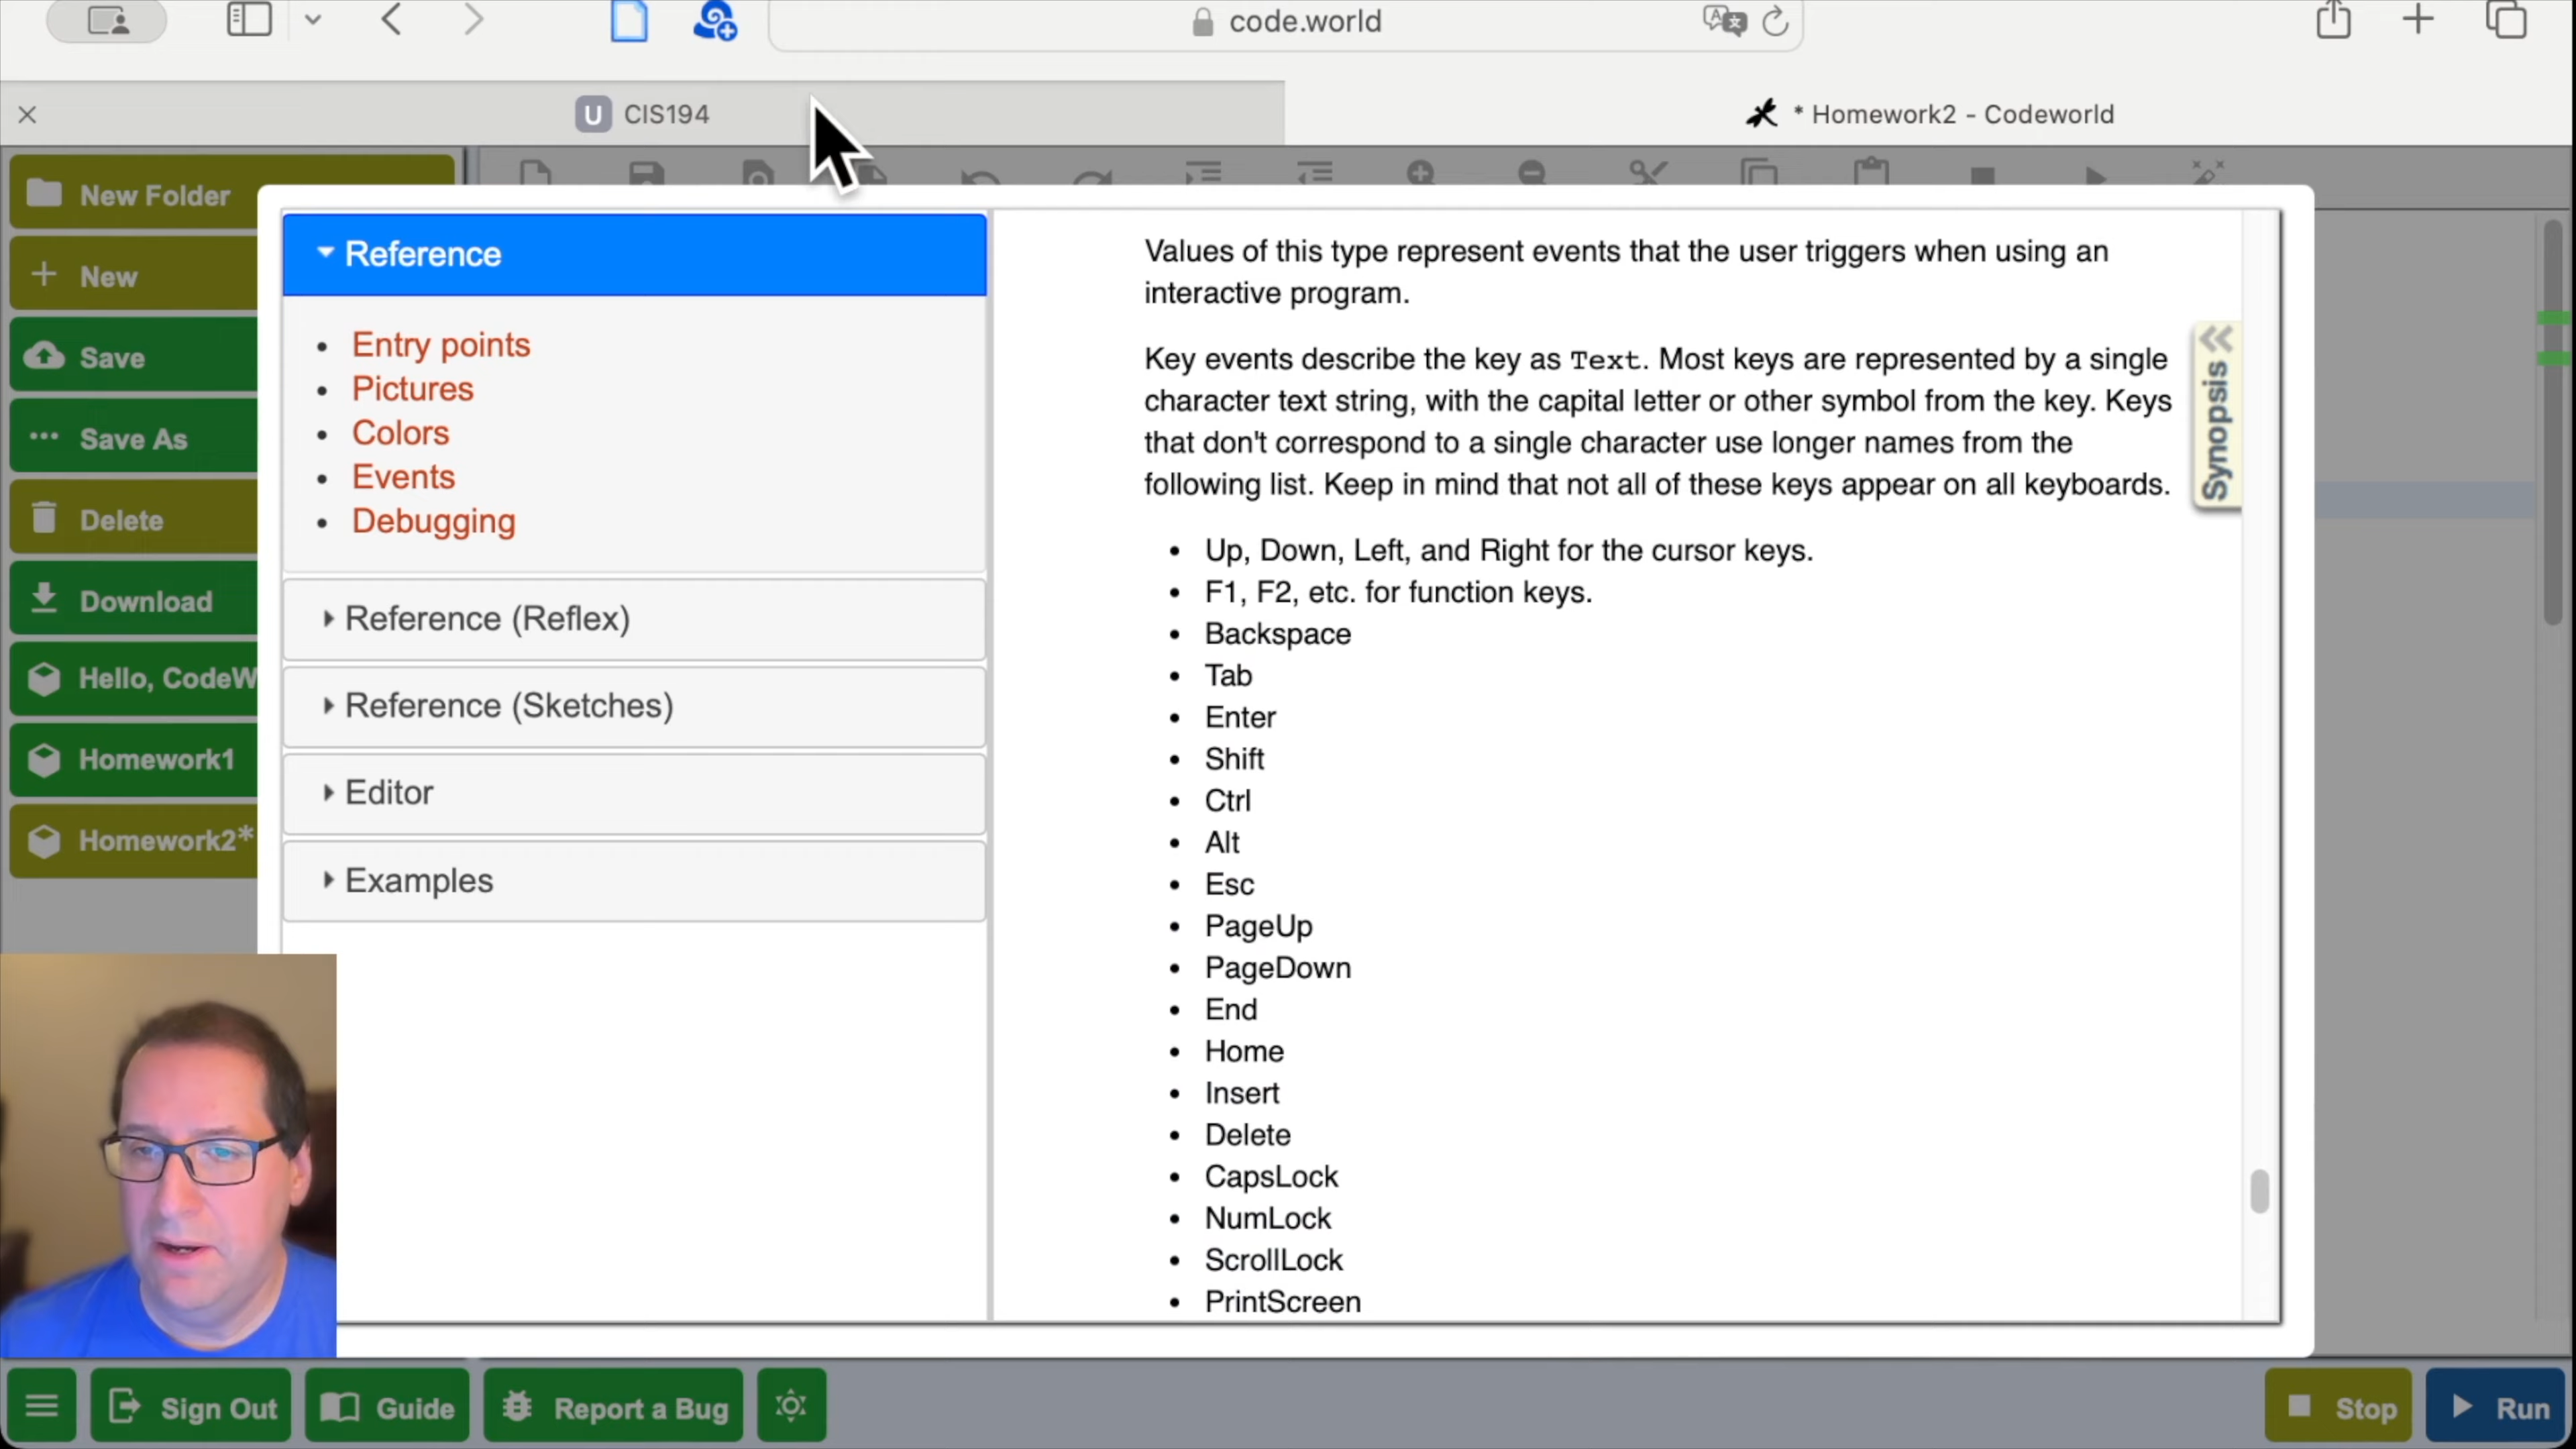 code.world
U CIS194
* Homework2 - Codeworld
New Folder
New
Save
Save As
Delete
Download
Hello, CodeW
Homework1
Homework2*
Reference
Entry points
Pictures
Colors
Events
Debugging
Reference (Reflex)
Reference (Sketches)
Editor
Examples
Values of this type represent events that the user triggers when using an
interactive program.
Key events describe the key as Text. Most keys are represented by a single
character text string, with the capital letter or other symbol from the key. Keys
that don't correspond to a single character use longer names from the
following list. Keep in mind that not all of these keys appear on all keyboards.
Up, Down, Left, and Right for the cursor keys.
F1, F2, etc. for function keys.
Backspace
Tab
Enter
Shift
Ctrl
Alt
Esc
PageUp
PageDown
End
Home
Insert
Delete
CapsLock
NumLock
ScrollLock
PrintScreen
Synopsis
Sign Out
Guide
Report a Bug
Stop
Run